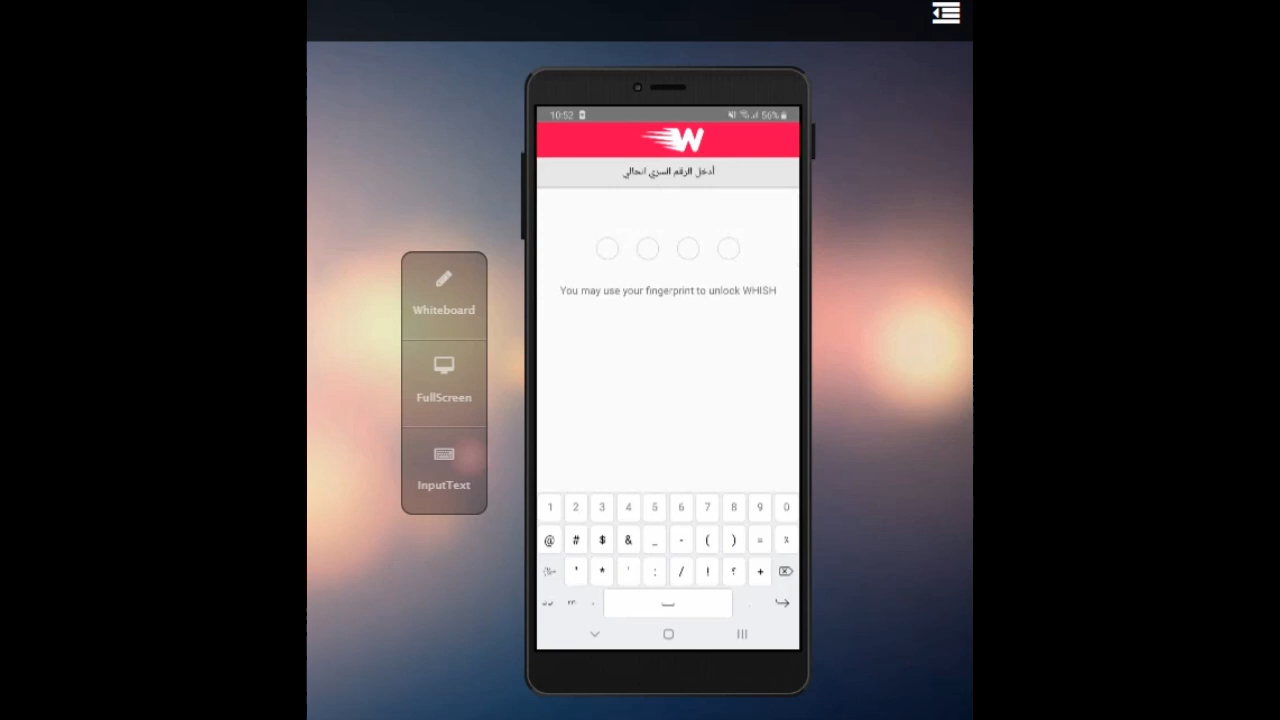 10:52
56%
W
أدخل الرقم السري الحالي
You may use your fingerprint to unlock WHISH
Whiteboard
FullScreen
InputText
1 2 3 4 5 6 7 8 9 0
@ # $ & _ - ( ) =
' * : / ! ؟ +